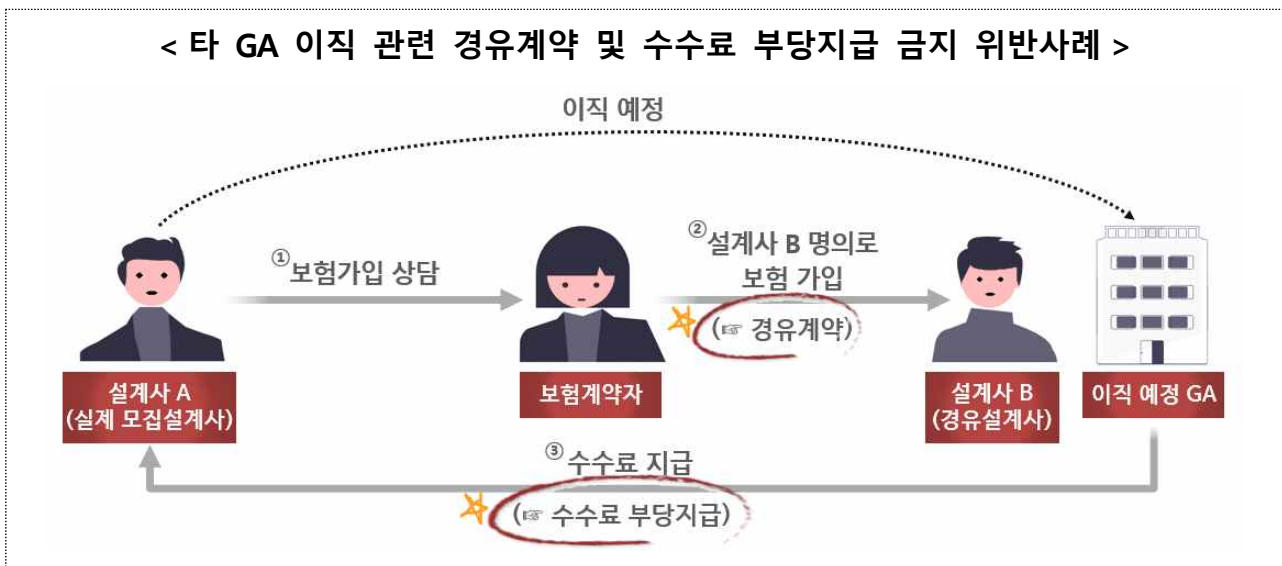 < 타 GA 이직 관련 경유계약 및 수수료 부당지급 금지 위반사례 >
이직 예정
①보험가입 상담
②설계사 B 명의로
보험 가입
(☞ 경유계약)
설계사 A
(실제 모집설계사)
보험계약자
설계사 B
(경유설계사)
이직 예정 GA
③수수료 지급
(☞ 수수료 부당지급)